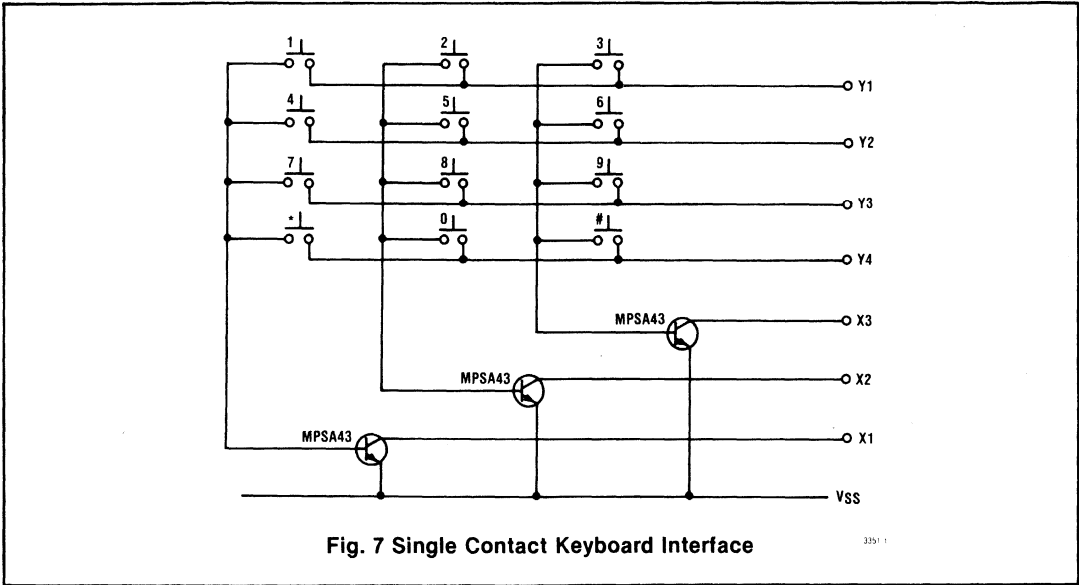 1 2 3
Y1
4 5 6
Y2
7 8 9
Y3
* 0 #
Y4
MPSA43 X3
MPSA43 X2
MPSA43 X1
VSS
Fig. 7 Single Contact Keyboard Interface